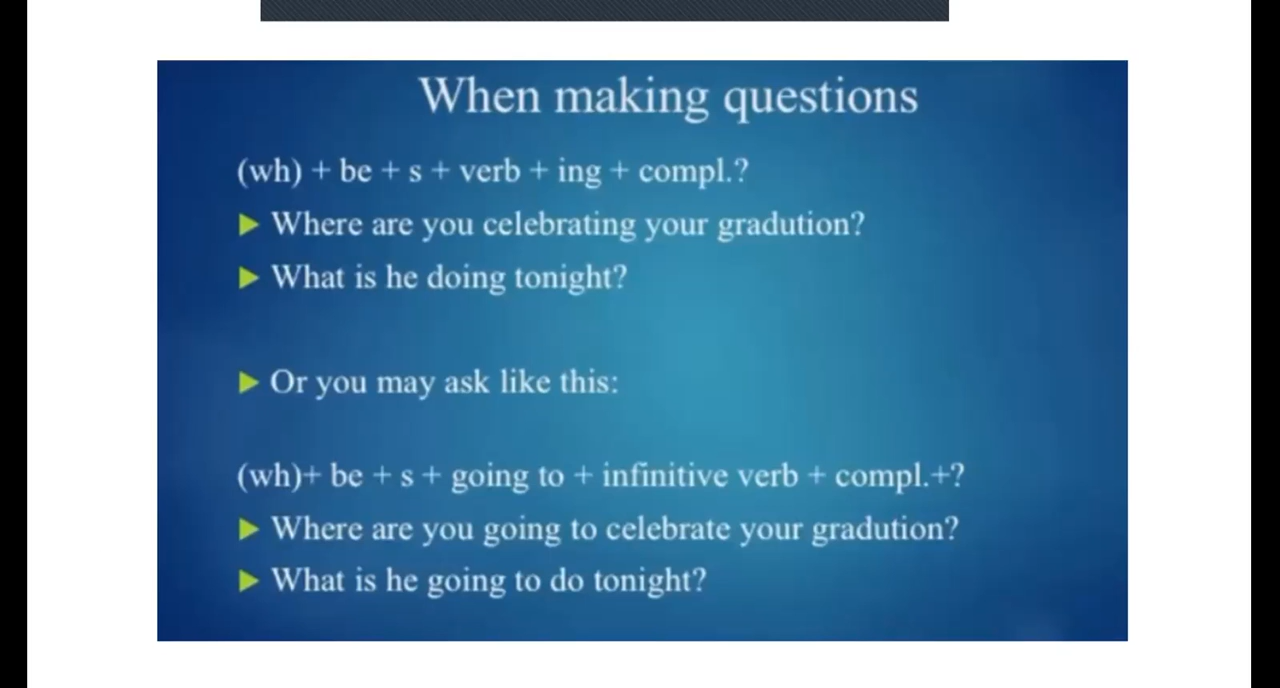 When making questions
(wh) + be + s + verb + ing + compl.?
Where are you celebrating your gradution?
What is he doing tonight?
Or you may ask like this:
(wh)+ be + s + going to + infinitive verb + compl.+?
Where are you going to celebrate your gradution?
What is he going to do tonight?